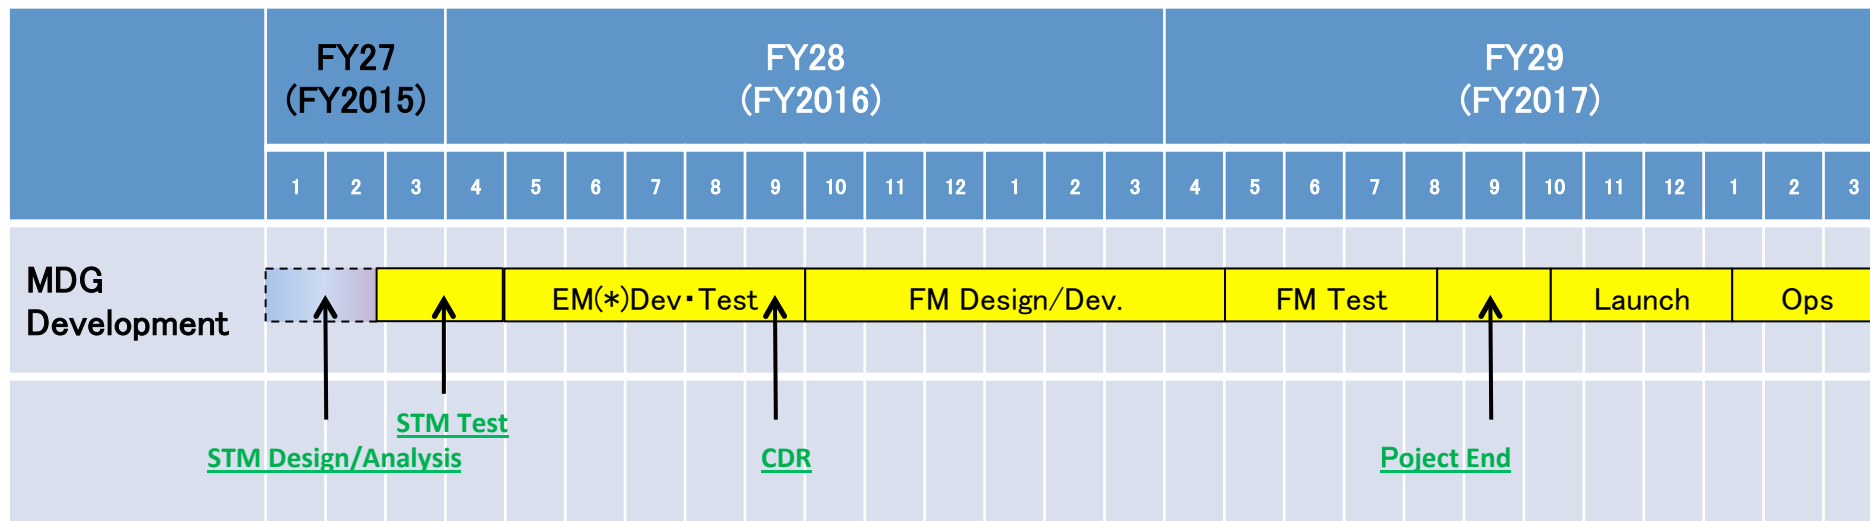 FY27
(FY2015)
FY28
(FY2016)
FY29
(FY2017)
1 2 3 4 5 6 7 8 9 10 11 12 1 2 3 4 5 6 7 8 9 10 11 12 1 2 3
MDG
Development
EM(*)Dev・Test
FM Design/Dev.
FM Test
Launch
Ops
STM Test
STM Design/Analysis
CDR
Poject End